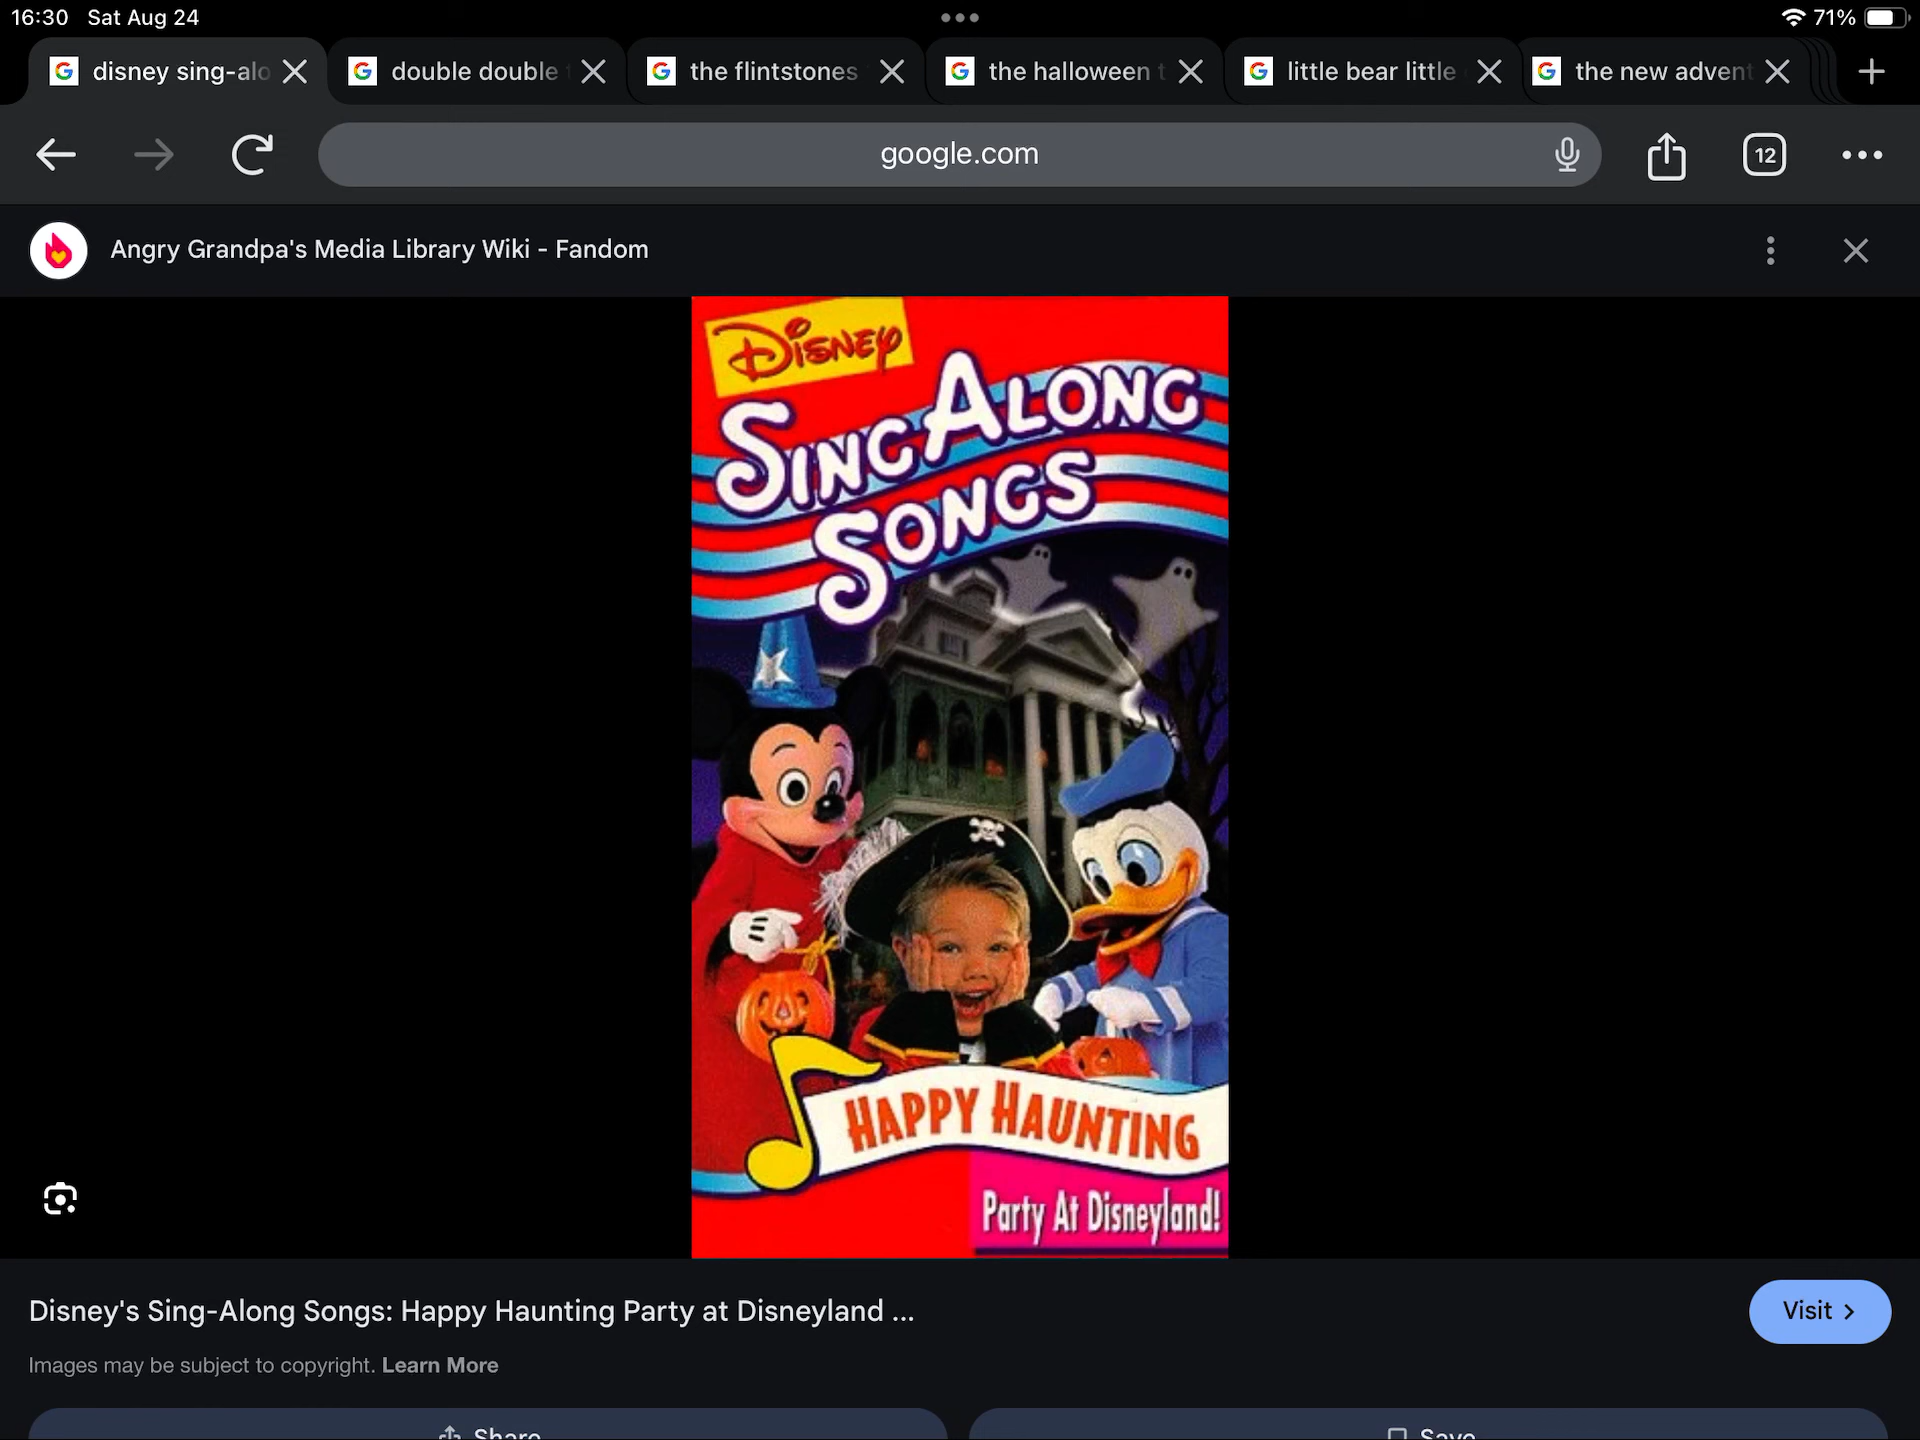 16:30 Sat Aug 24
71%
disney sing-alo
double double
the flintstones
the halloween t
little bear little
the new advent
google.com
12
Angry Grandpa's Media Library Wiki - Fandom
Disney
Sing Along
Songs
Happy Haunting
Party At Disneyland!
Disney's Sing-Along Songs: Happy Haunting Party at Disneyland ...
Visit
Images may be subject to copyright. Learn More
Share
Save